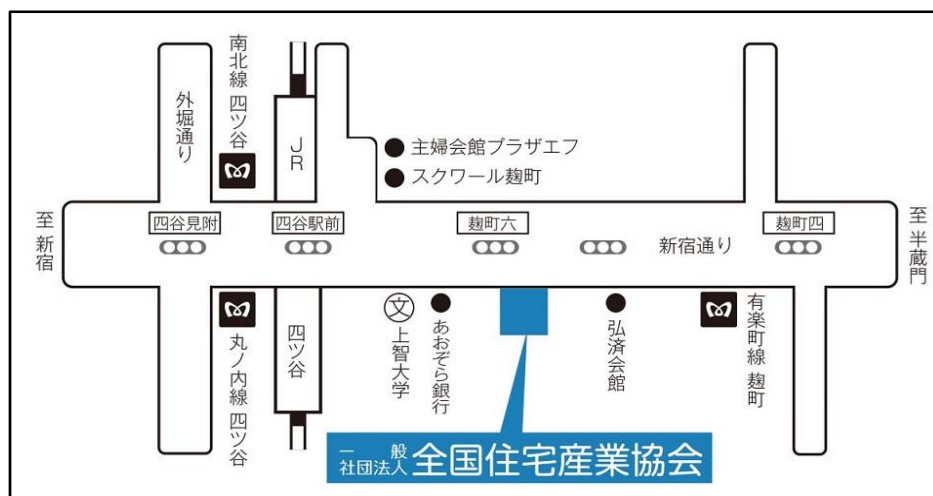 南北線 四ツ谷
外堀通り
JR
主婦会館プラザエフ
スクワール麹町
至 新宿
四谷見附
四谷駅前
麹町六
新宿通り
麹町四
至 半蔵門
丸ノ内線 四ツ谷
四ツ谷
文
上智大学
あおぞら銀行
弘済会館
有楽町線 麹町
一般社団法人 全国住宅産業協会